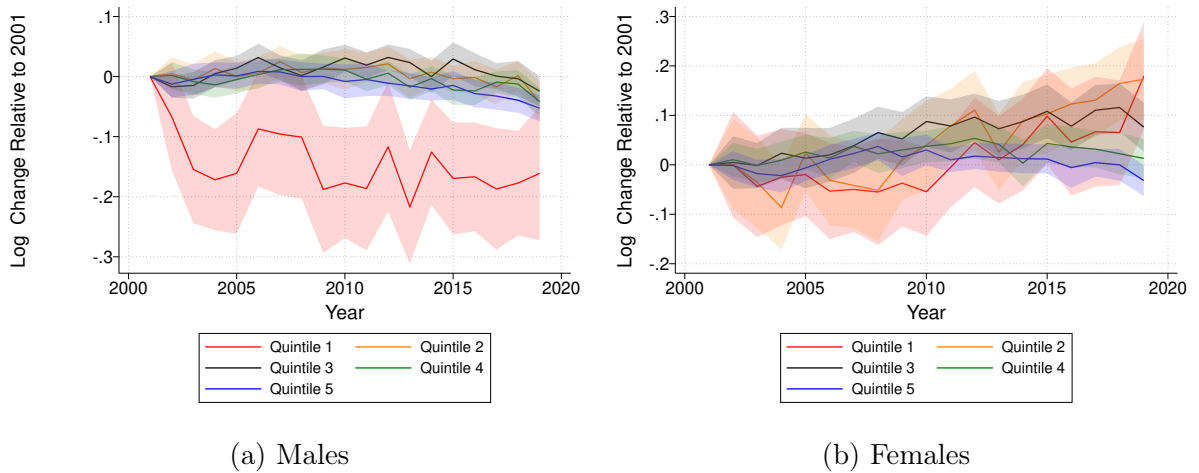 Log Change Relative to 2001
.1
0
-.1
-.2
-.3
2000 2005 2010 2015 2020
Year
Quintile 1 Quintile 2
Quintile 3 Quintile 4
Quintile 5
(a) Males
Log Change Relative to 2001
.3
.2
.1
0
-.1
-.2
2000 2005 2010 2015 2020
Year
Quintile 1 Quintile 2
Quintile 3 Quintile 4
Quintile 5
(b) Females